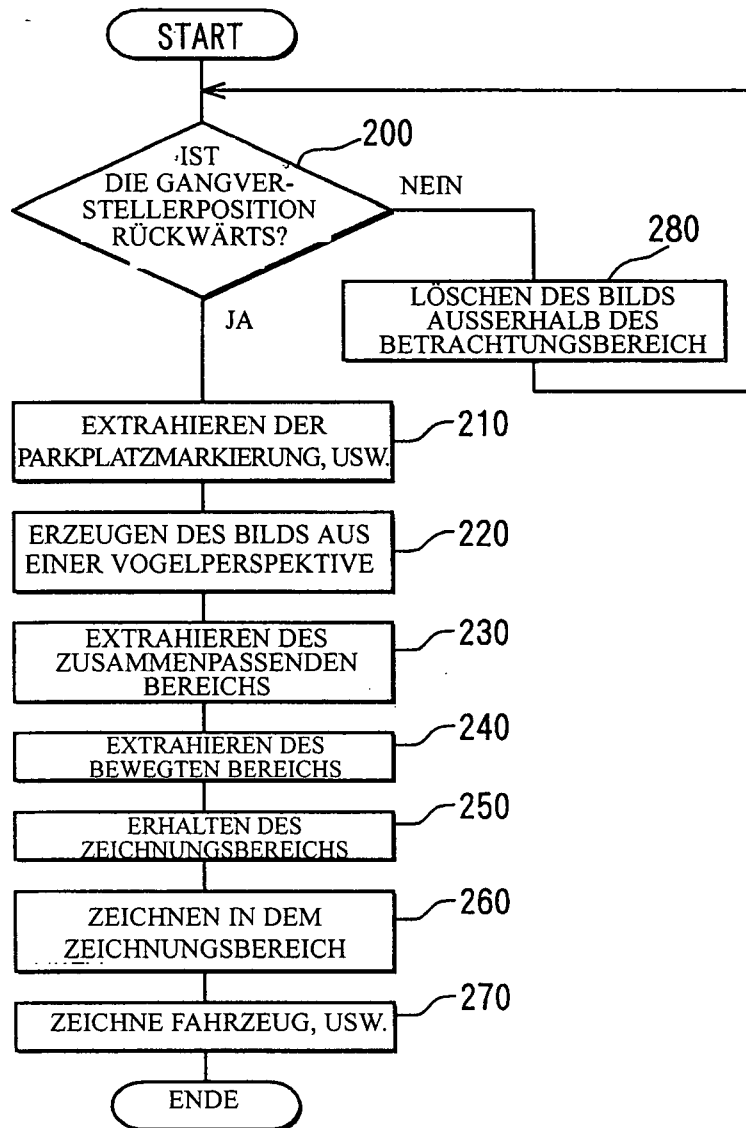 START
200
IST
DIE GANGVER-
STELLERPOSITION
RÜCKWÄRTS?
NEIN
JA
280
LÖSCHEN DES BILDS
AUSSERHALB DES
BETRACHTUNGSBEREICH
EXTRAHIEREN DER
PARKPLATZMARKIERUNG, USW.
210
ERZEUGEN DES BILDS AUS
EINER VOGELPERSPEKTIVE
220
EXTRAHIEREN DES
ZUSAMMENPASSENDEN
BEREICHS
230
EXTRAHIEREN DES
BEWEGTEN BEREICHS
240
ERHALTEN DES
ZEICHNUNGSBEREICHS
250
ZEICHNEN IN DEM
ZEICHNUNGSBEREICH
260
ZEICHNE FAHRZEUG, USW.
270
ENDE